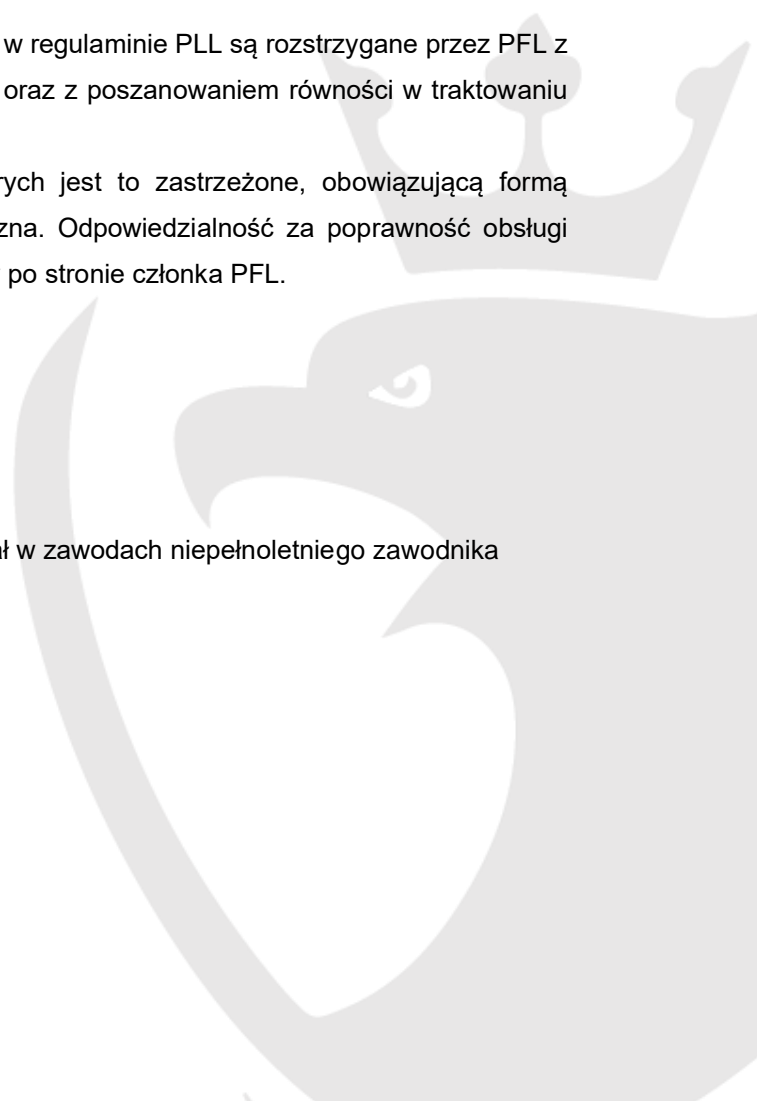 w regulaminie PLL są rozstrzygane przez PFL z
oraz z poszanowaniem równości w traktowaniu
rych jest to zastrzeżone, obowiązującą formą
zna. Odpowiedzialność za poprawność obsługi
po stronie członka PFL.
ł w zawodach niepełnoletniego zawodnika